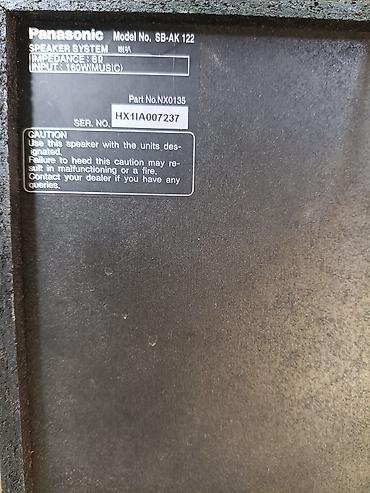 Panasonic Model No. SB-AK 122
SPEAKER SYSTEM
IMPEDANCE: 6Ω
INPUT: 160W(MUSIC)
Part No.NX0135
SER. NO. HX1IA007237
CAUTION
Use this speaker with the units des-
ignated.
Failure to heed this caution may re-
sult in malfunctioning or a fire.
Contact your dealer if you have any
queries.